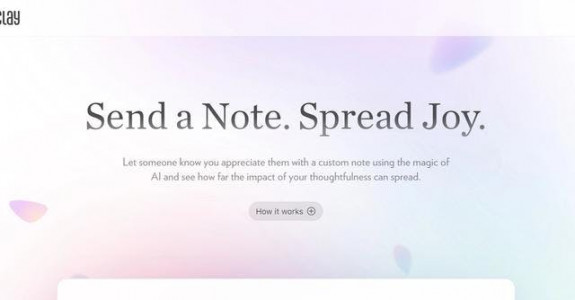 clay
Send a Note. Spread Joy.
Let someone know you appreciate them with a custom note using the magic of
AI and see how far the impact of your thoughtfulness can spread.
How it works